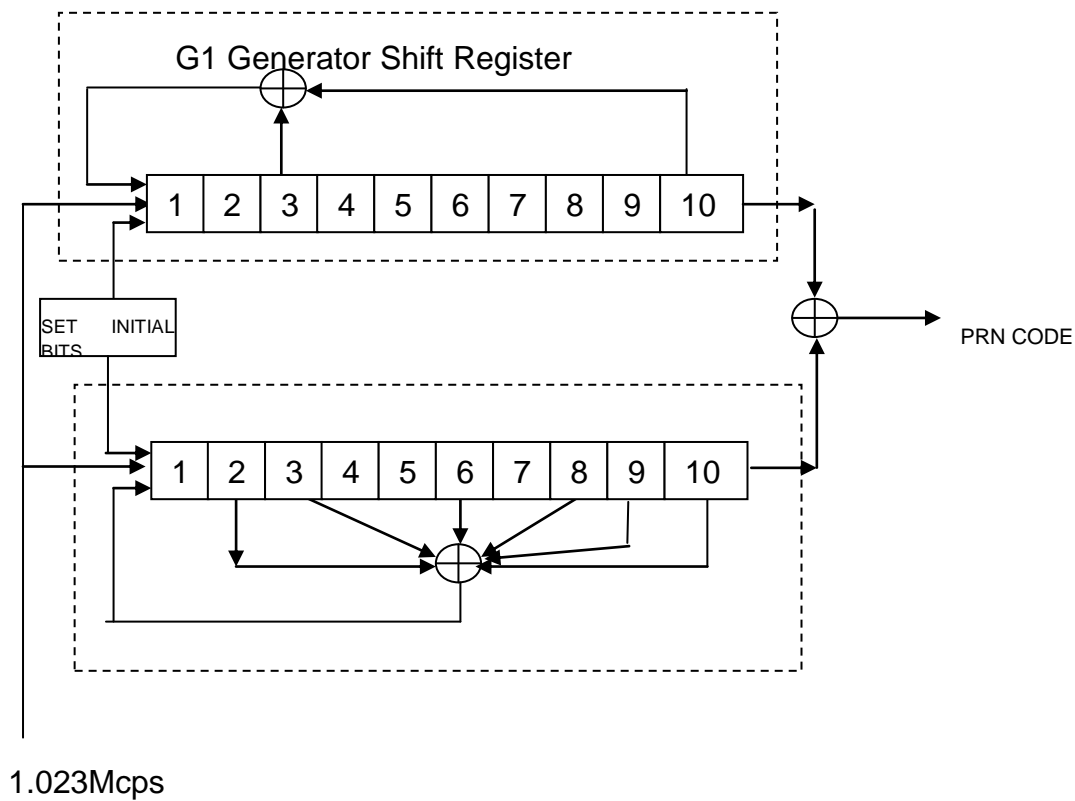 G1 Generator Shift Register
1 2 3 4 5 6 7 8 9 10
SET INITIAL
BITS
PRN CODE
1 2 3 4 5 6 7 8 9 10
1.023Mcps